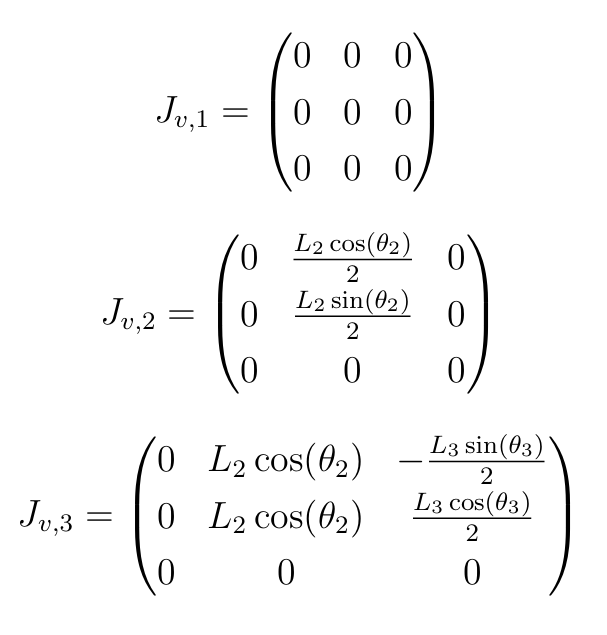 $J_{v,1} = \begin{pmatrix} 0 & 0 & 0 \\ 0 & 0 & 0 \\ 0 & 0 & 0 \end{pmatrix}$
$J_{v,2} = \begin{pmatrix} 0 & \frac{L_2 \cos(\theta_2)}{2} & 0 \\ 0 & \frac{L_2 \sin(\theta_2)}{2} & 0 \\ 0 & 0 & 0 \end{pmatrix}$
$J_{v,3} = \begin{pmatrix} 0 & L_2 \cos(\theta_2) & -\frac{L_3 \sin(\theta_3)}{2} \\ 0 & L_2 \cos(\theta_2) & \frac{L_3 \cos(\theta_3)}{2} \\ 0 & 0 & 0 \end{pmatrix}$